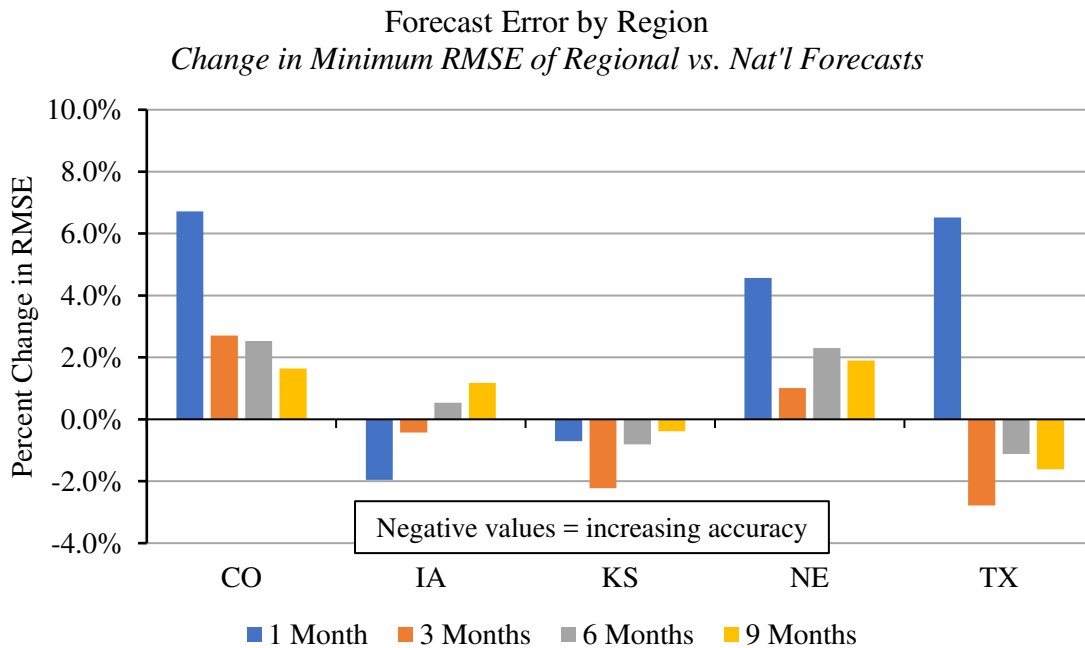 Forecast Error by Region
Change in Minimum RMSE of Regional vs. Nat'l Forecasts
Percent Change in RMSE
10.0%
8.0%
6.0%
4.0%
2.0%
0.0%
-2.0%
-4.0%
Negative values = increasing accuracy
CO IA KS NE TX
1 Month 3 Months 6 Months 9 Months